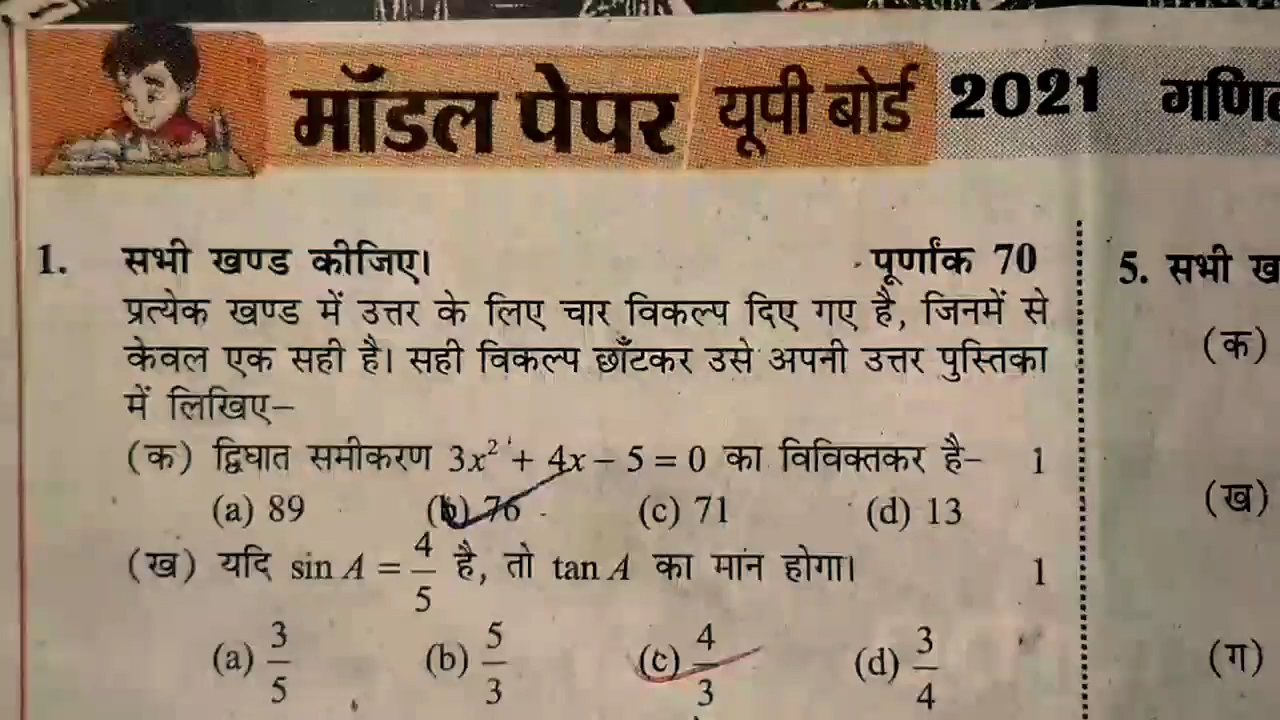 मॉडल पेपर यूपी बोर्ड 2021
1. सभी खण्ड कीजिए। पूर्णांक 70
प्रत्येक खण्ड में उत्तर के लिए चार विकल्प दिए गए हैं, जिनमें से
केवल एक सही है। सही विकल्प छाँटकर उसे अपनी उत्तर पुस्तिका
में लिखिए–
(क) द्विघात समीकरण 3x² + 4x – 5 = 0 का विविक्तकर है– 1
(a) 89 (b) 76 (c) 71 (d) 13
(ख) यदि sin A = 4/5 है, तो tan A का मान होगा। 1
(a) 3/5 (b) 5/3 (c) 4/3 (d) 3/4
5. सभी
(क)
(ख)
(ग)